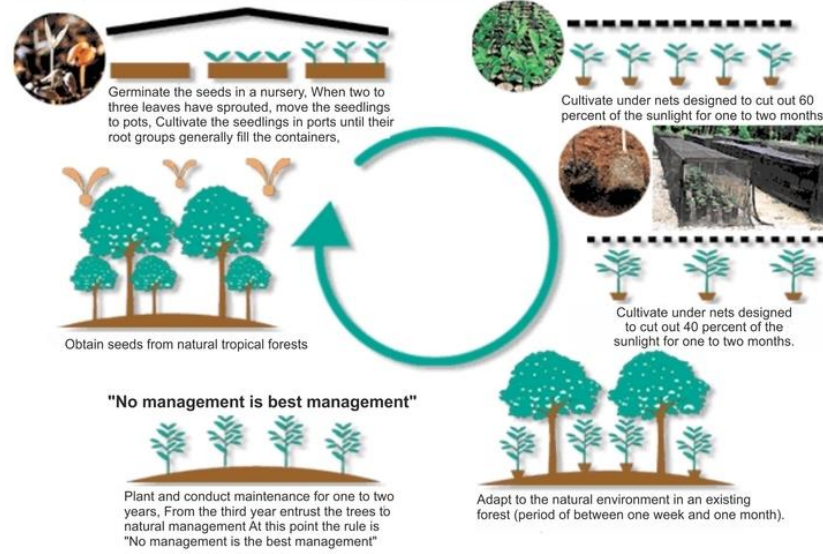 Germinate the seeds in a nursery, When two to
three leaves have sprouted, move the seedlings
to pots, Cultivate the seedlings in ports until their
root groups generally fill the containers,
Cultivate under nets designed to cut out 60
percent of the sunlight for one to two months
Cultivate under nets designed
to cut out 40 percent of the
sunlight for one to two months.
Adapt to the natural environment in an existing
forest (period of between one week and one month).
"No management is best management"
Plant and conduct maintenance for one to two
years, From the third year entrust the trees to
natural management At this point the rule is
"No management is the best management"
Obtain seeds from natural tropical forests